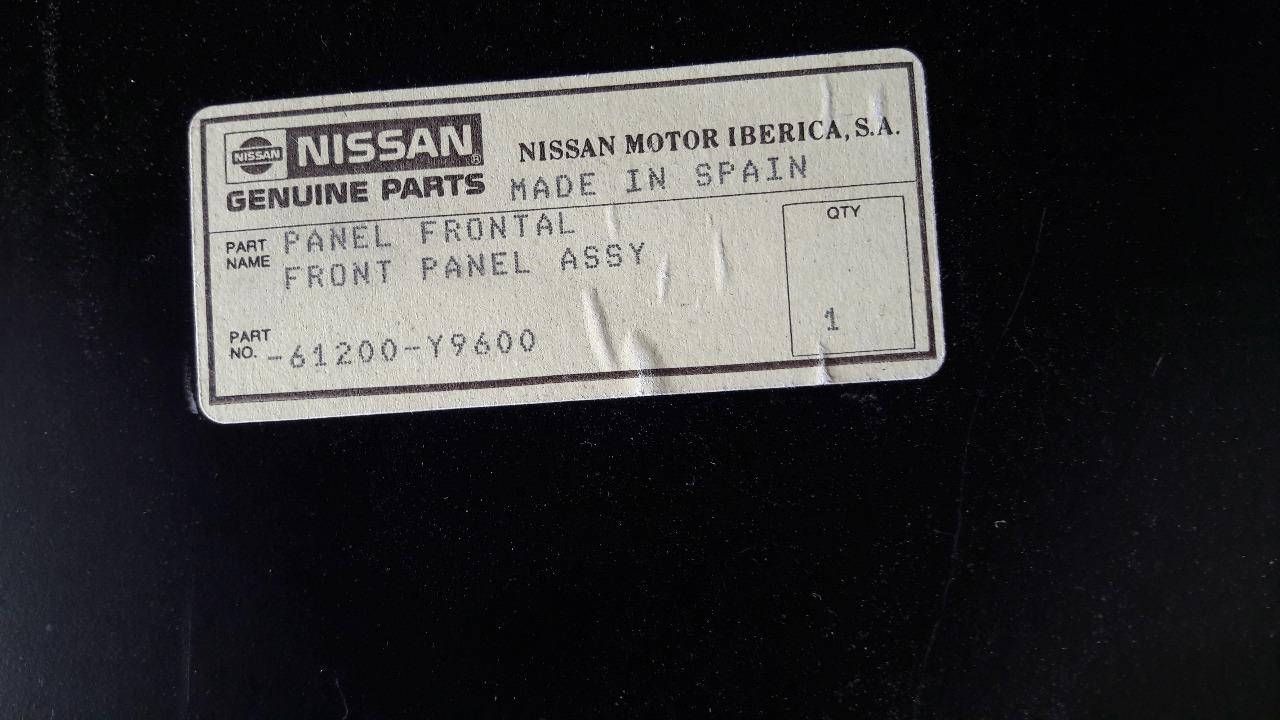 NISSAN NISSAN® NISSAN MOTOR IBERICA, S.A.
GENUINE PARTS MADE IN SPAIN
PART NAME PANEL FRONTAL
FRONT PANEL ASSY
QTY
1
PART NO. -61200-Y9600